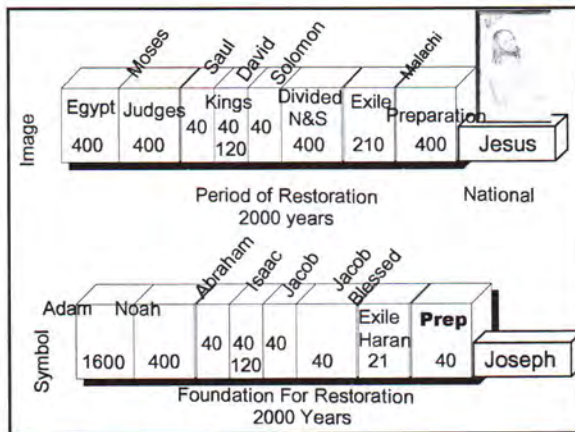 Moses Saul David Solomon Malachi
Egypt Judges Kings Divided Exile Preparation
N&S
400 400 40 40 40 400 210 400 Jesus
120
Image
Period of Restoration National
2000 years
Abraham Isaac Jacob Jacob
Blessed
Adam Noah Exile Prep
Haran
1600 400 40 40 40 40 21 40 Joseph
120
Symbol
Foundation For Restoration
2000 Years